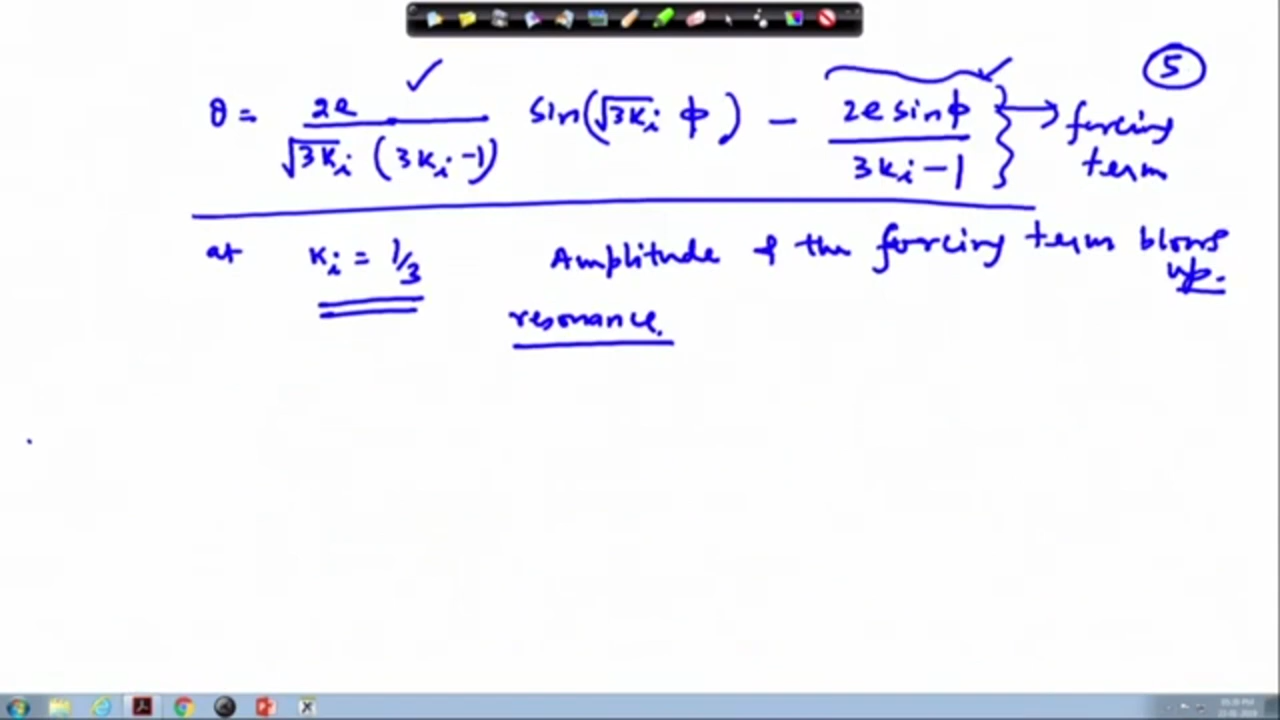 5
θ = 2e / √3Ki (3Ki -1) sin(√3Ki ϕ) - 2e sinϕ / 3Ki - 1 } → forcing term
at Ki = 1/3 Amplitude of the forcing term blows up.
resonance.